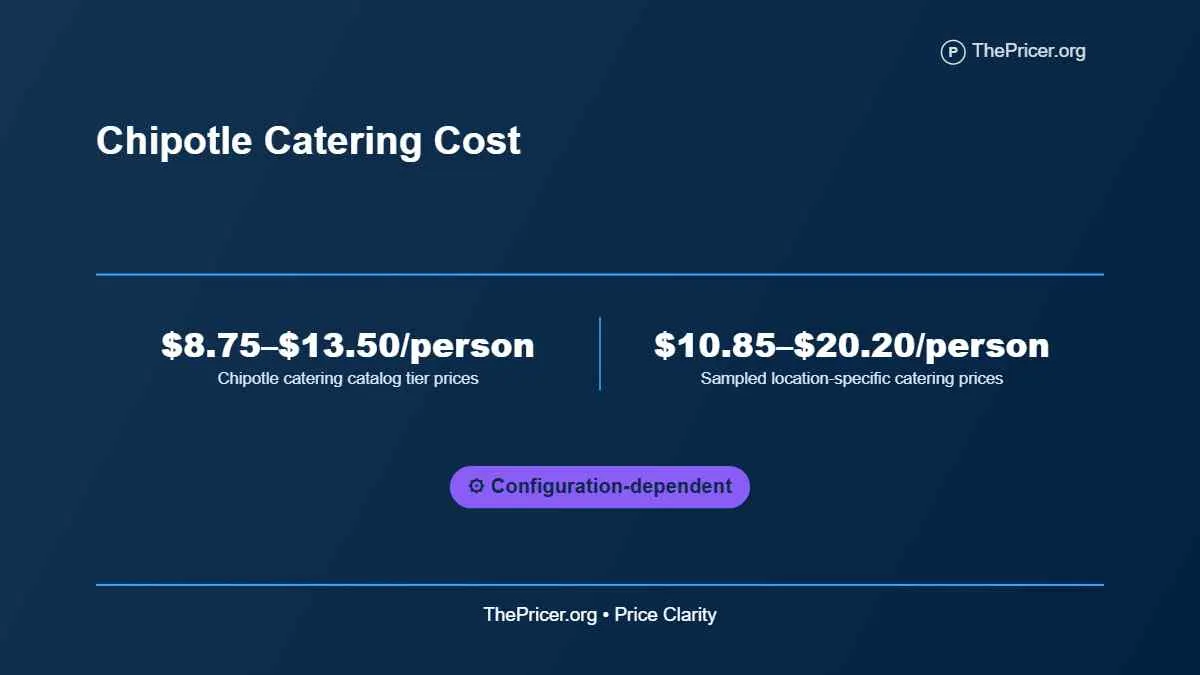 P ThePricer.org
Chipotle Catering Cost
$8.75–$13.50/person
Chipotle catering catalog tier prices
$10.85–$20.20/person
Sampled location-specific catering prices
⚙ Configuration-dependent
ThePricer.org • Price Clarity